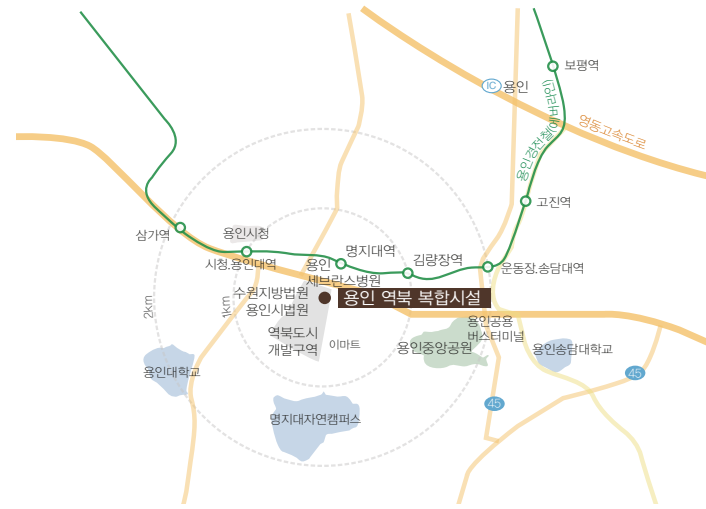 보평역
IC 용인
용인경전철(에버라인)
영동고속도로
고진역
삼가역
용인시청
시청.용인대역
명지대역
용인
세브란스병원
김량장역
운동장.송담대역
2km
1km
수원지방법원
용인시법원
용인 역북 복합시설
역북도시
개발구역
이마트
용인중앙공원
용인공용
버스터미널
용인송담대학교
용인대학교
45
45
명지대자연캠퍼스